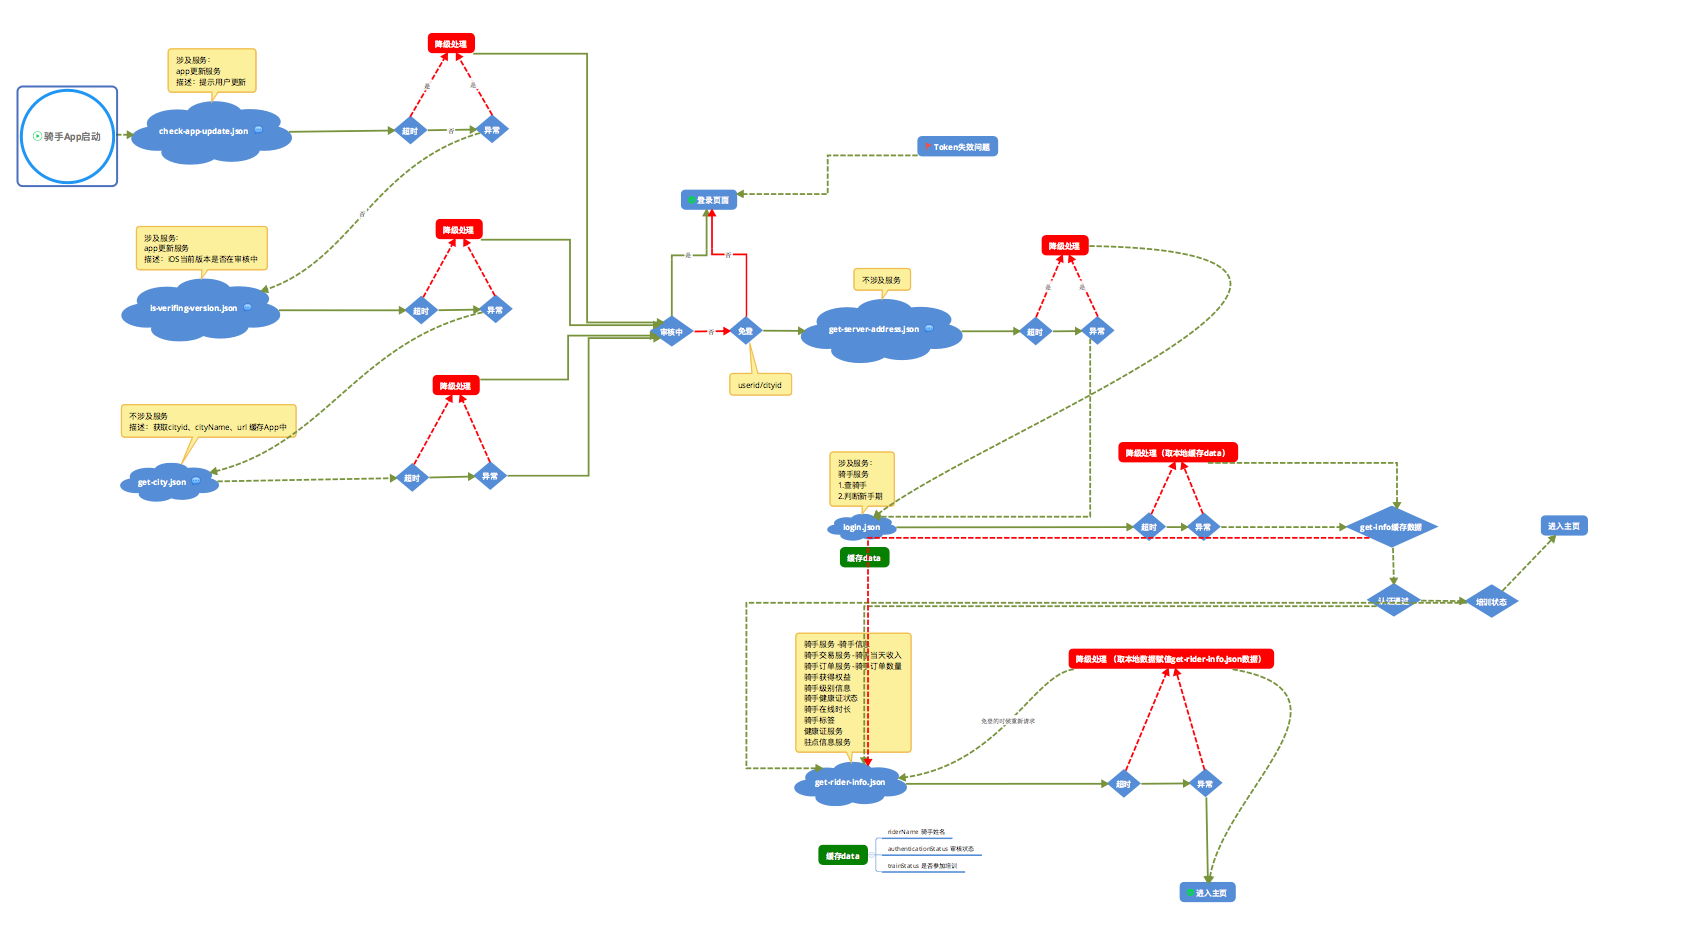 降级处理
涉及服务：
app更新服务
描述：提示用户更新
骑手App启动
check-app-update.json
是
是
超时
否
异常
Token失效问题
登录页面
否
涉及服务:
app更新服务
描述：iOS当前版本是否在审核中
降级处理
is-verifing-version.json
超时
异常
是
否
审核中
否
免登
userid/cityid
不涉及服务
get-server-address.json
降级处理
是
是
超时
异常
不涉及服务
描述：获取cityid、cityName、url 缓存App中
降级处理
get-city.json
超时
异常
涉及服务：
骑手服务
1.查骑手
2.判断新手期
login.json
缓存data
降级处理（取本地缓存data）
超时
异常
get-info缓存数据
进入主页
认证通过
培训状态
骑手服务 -骑手信息
骑手交易服务 -骑手当天收入
骑手订单服务 -骑手订单数量
骑手获得权益
骑手级别信息
骑手健康证状态
骑手在线时长
骑手标签
健康证服务
驻点信息服务
get-rider-info.json
降级处理 （取本地数据赋值get-rider-info.json数据）
免登的时候重新请求
超时
异常
缓存data
riderName 骑手姓名
authenticationStatus 审核状态
trainStatus 是否参加培训
进入主页